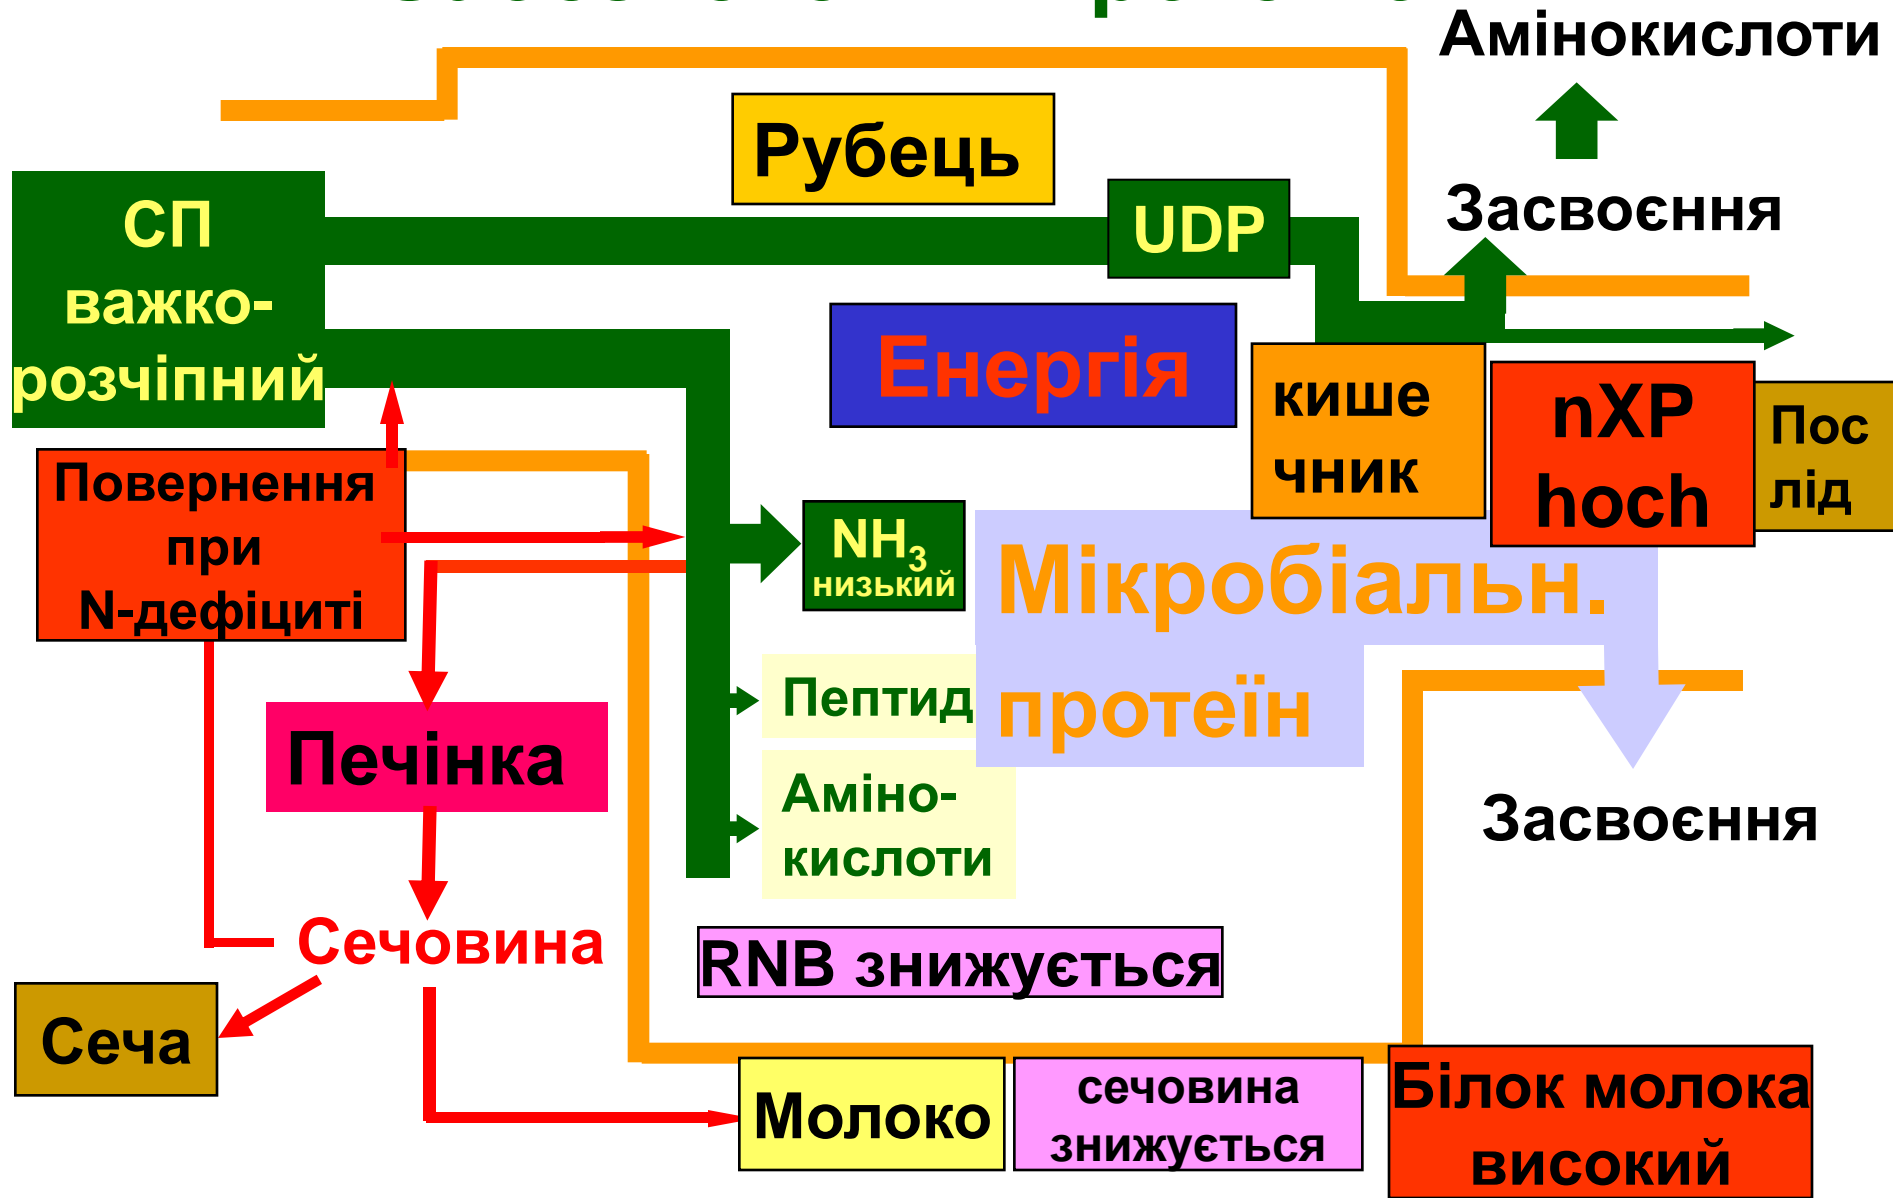 Амінокислоти
Рубець
СП
важко-
розчіпний
UDP
Засвоєння
Енергія
кише
чник
nXP
hoch
Пос
лід
Повернення
при
N-дефіциті
NH₃
низький
Мікробіальн.
протеїн
Пептид
Печінка
Аміно-
кислоти
Засвоєння
Сечовина
RNB знижується
Сеча
Молоко
сечовина
знижується
Білок молока
високий